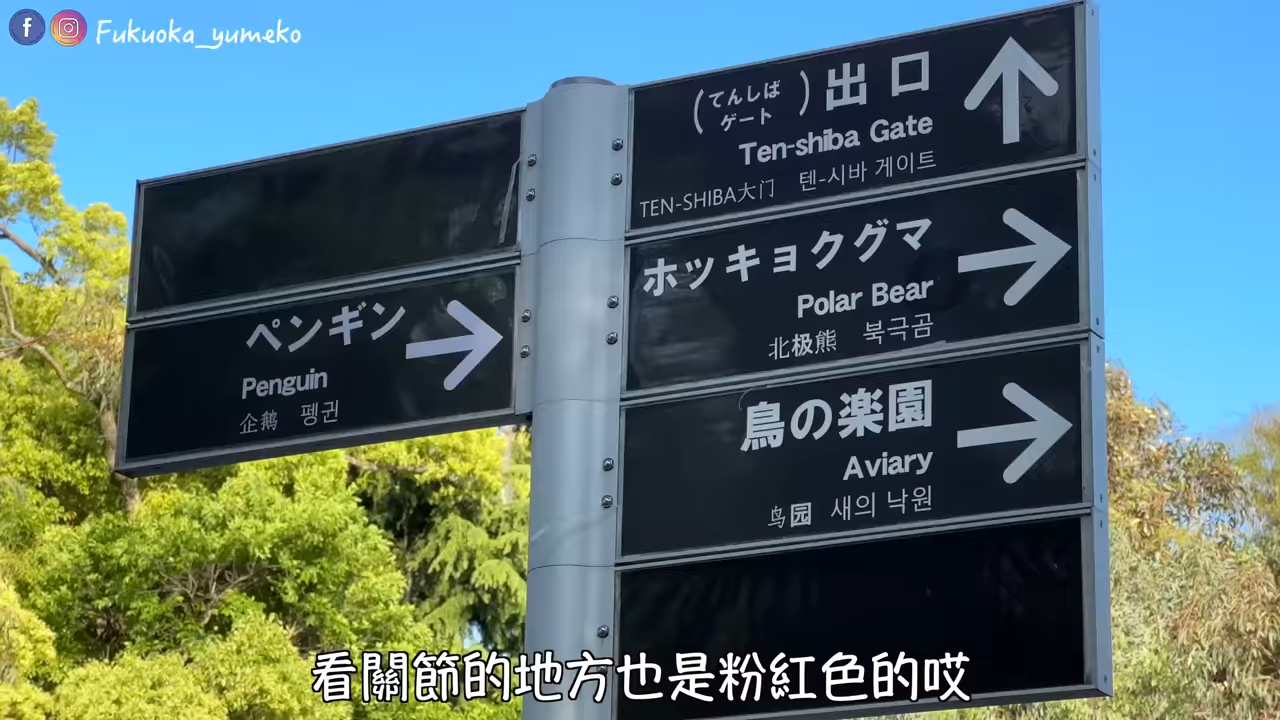 Fukuoka_yumeko
ペンギン
Penguin
企鹅 펭귄
(てんしば
ゲート) 出口
Ten-shiba Gate
TEN-SHIBA大门 텐-시바 게이트
ホッキョクグマ
Polar Bear
北极熊 북극곰
鳥の楽園
Aviary
鸟园 새의 낙원
看關節的地方也是粉紅色的哎